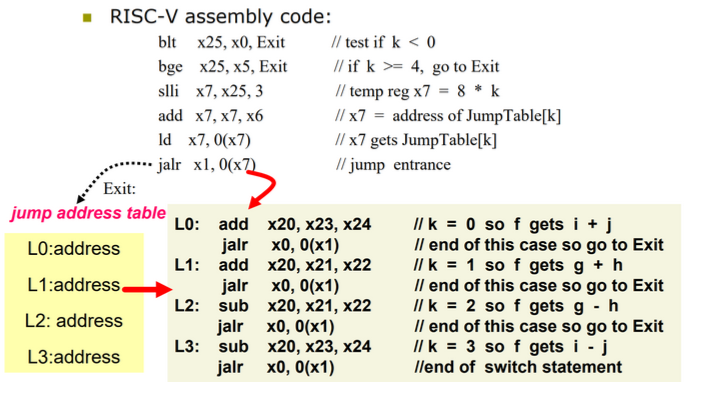 RISC-V assembly code:
blt x25, x0, Exit // test if k < 0
bge x25, x5, Exit // if k >= 4, go to Exit
slli x7, x25, 3 // temp reg x7 = 8 * k
add x7, x7, x6 // x7 = address of JumpTable[k]
ld x7, 0(x7) // x7 gets JumpTable[k]
jalr x1, 0(x7) // jump entrance
Exit:
jump address table
L0:address
L1:address
L2: address
L3:address
L0: add x20, x23, x24 // k = 0 so f gets i + j
jalr x0, 0(x1) // end of this case so go to Exit
L1: add x20, x21, x22 // k = 1 so f gets g + h
jalr x0, 0(x1) // end of this case so go to Exit
L2: sub x20, x21, x22 // k = 2 so f gets g - h
jalr x0, 0(x1) // end of this case so go to Exit
L3: sub x20, x23, x24 // k = 3 so f gets i - j
jalr x0, 0(x1) //end of switch statement